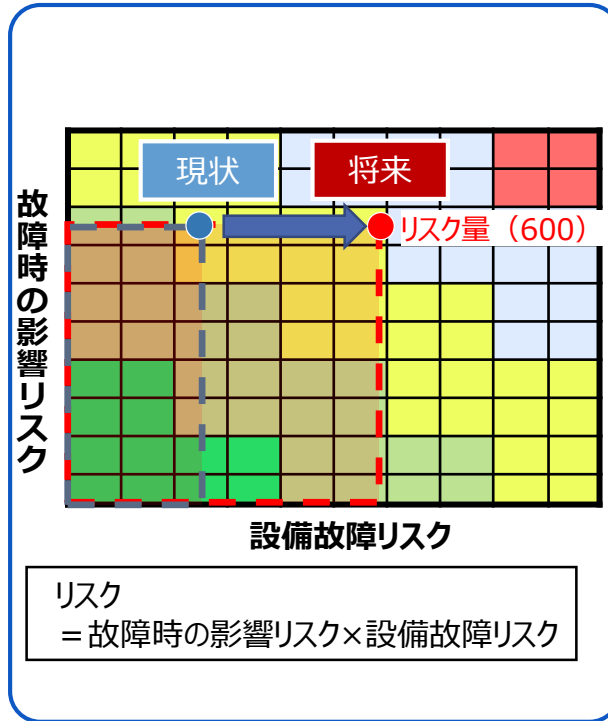 現状
将来
リスク量（600）
故障時の影響リスク
設備故障リスク
リスク
＝故障時の影響リスク×設備故障リスク